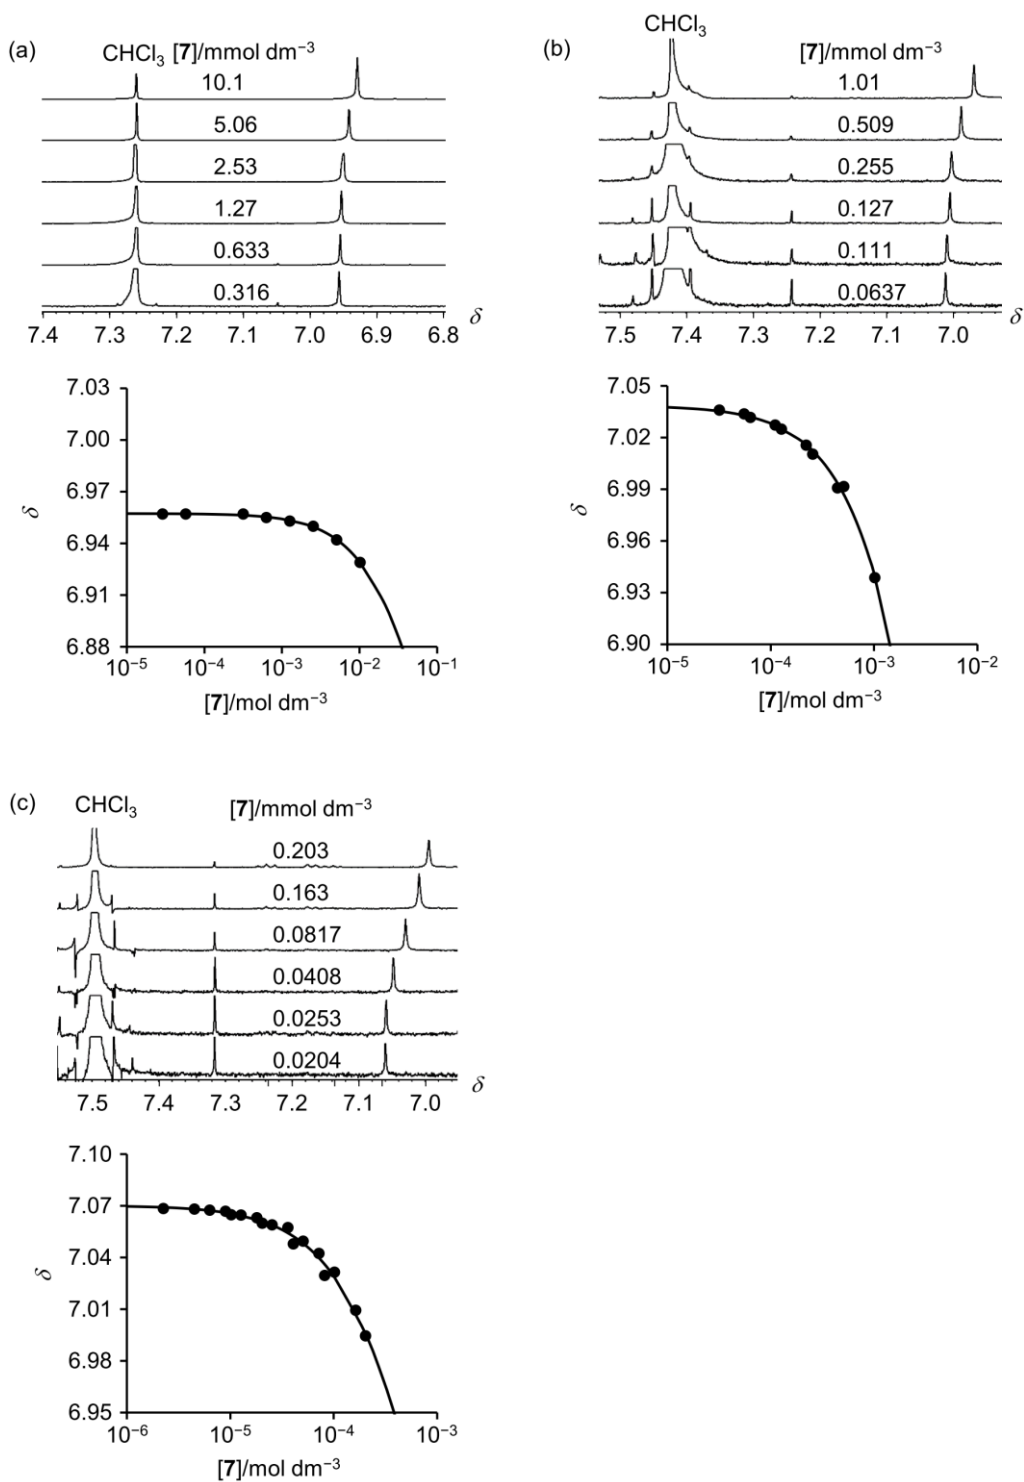 (a)
CHCl₃ [7]/mmol dm⁻³
10.1
5.06
2.53
1.27
0.633
0.316
7.4 7.3 7.2 7.1 7.0 6.9 6.8 δ
7.03
7.00
6.97
6.94
6.91
6.88
δ
10⁻⁵ 10⁻⁴ 10⁻³ 10⁻² 10⁻¹
[7]/mol dm⁻³
(b)
CHCl₃
[7]/mmol dm⁻³
1.01
0.509
0.255
0.127
0.111
0.0637
7.5 7.4 7.3 7.2 7.1 7.0 δ
7.05
7.02
6.99
6.96
6.93
6.90
δ
10⁻⁵ 10⁻⁴ 10⁻³ 10⁻²
[7]/mol dm⁻³
(c)
CHCl₃ [7]/mmol dm⁻³
0.203
0.163
0.0817
0.0408
0.0253
0.0204
7.5 7.4 7.3 7.2 7.1 7.0 δ
7.10
7.07
7.04
7.01
6.98
6.95
δ
10⁻⁶ 10⁻⁵ 10⁻⁴ 10⁻³
[7]/mol dm⁻³